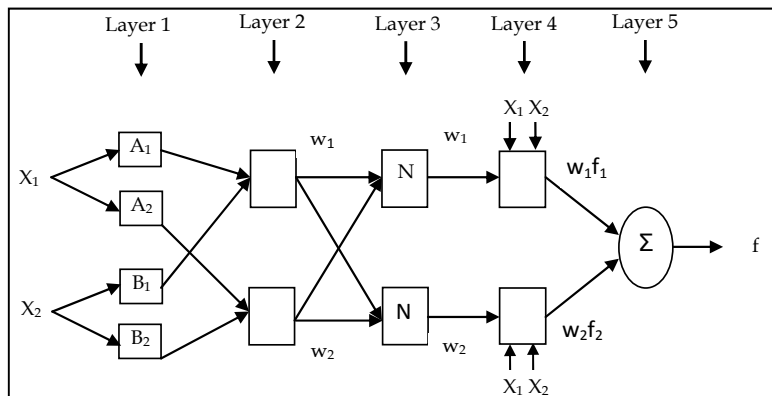 Layer 1 Layer 2 Layer 3 Layer 4 Layer 5
X₁ X₂
A₁ w₁ w₁
X₁ N w₁f₁
A₂
Σ f
B₁
X₂ N w₂f₂
B₂ w₂ w₂
X₁ X₂